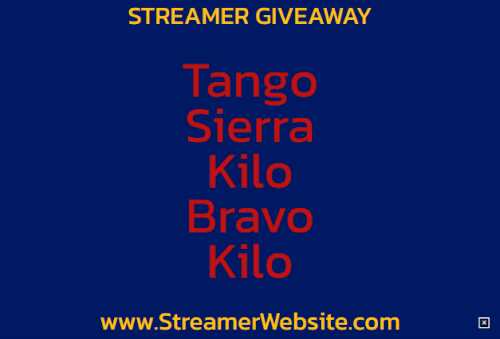 STREAMER GIVEAWAY
Tango
Sierra
Kilo
Bravo
Kilo
www.StreamerWebsite.com